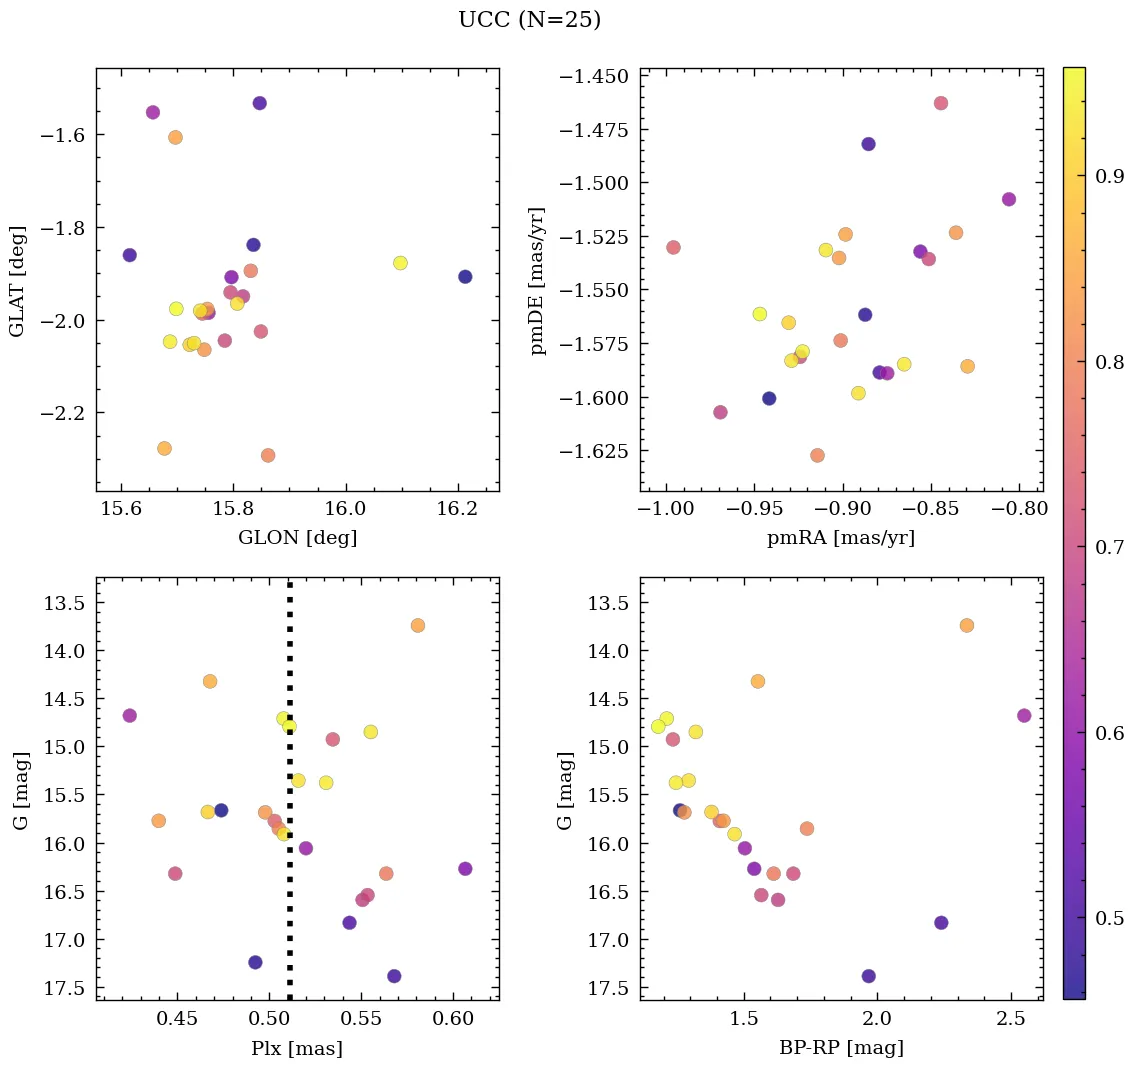 UCC (N=25)
−1.6
−1.8
−2.0
−2.2
GLAT [deg]
15.6 15.8 16.0 16.2
GLON [deg]
−1.450
−1.475
−1.500
−1.525
−1.550
−1.575
−1.600
−1.625
pmDE [mas/yr]
−1.00 −0.95 −0.90 −0.85 −0.80
pmRA [mas/yr]
13.5
14.0
14.5
15.0
15.5
16.0
16.5
17.0
17.5
G [mag]
0.45 0.50 0.55 0.60
Plx [mas]
13.5
14.0
14.5
15.0
15.5
16.0
16.5
17.0
17.5
G [mag]
1.5 2.0 2.5
BP-RP [mag]
0.9
0.8
0.7
0.6
0.5